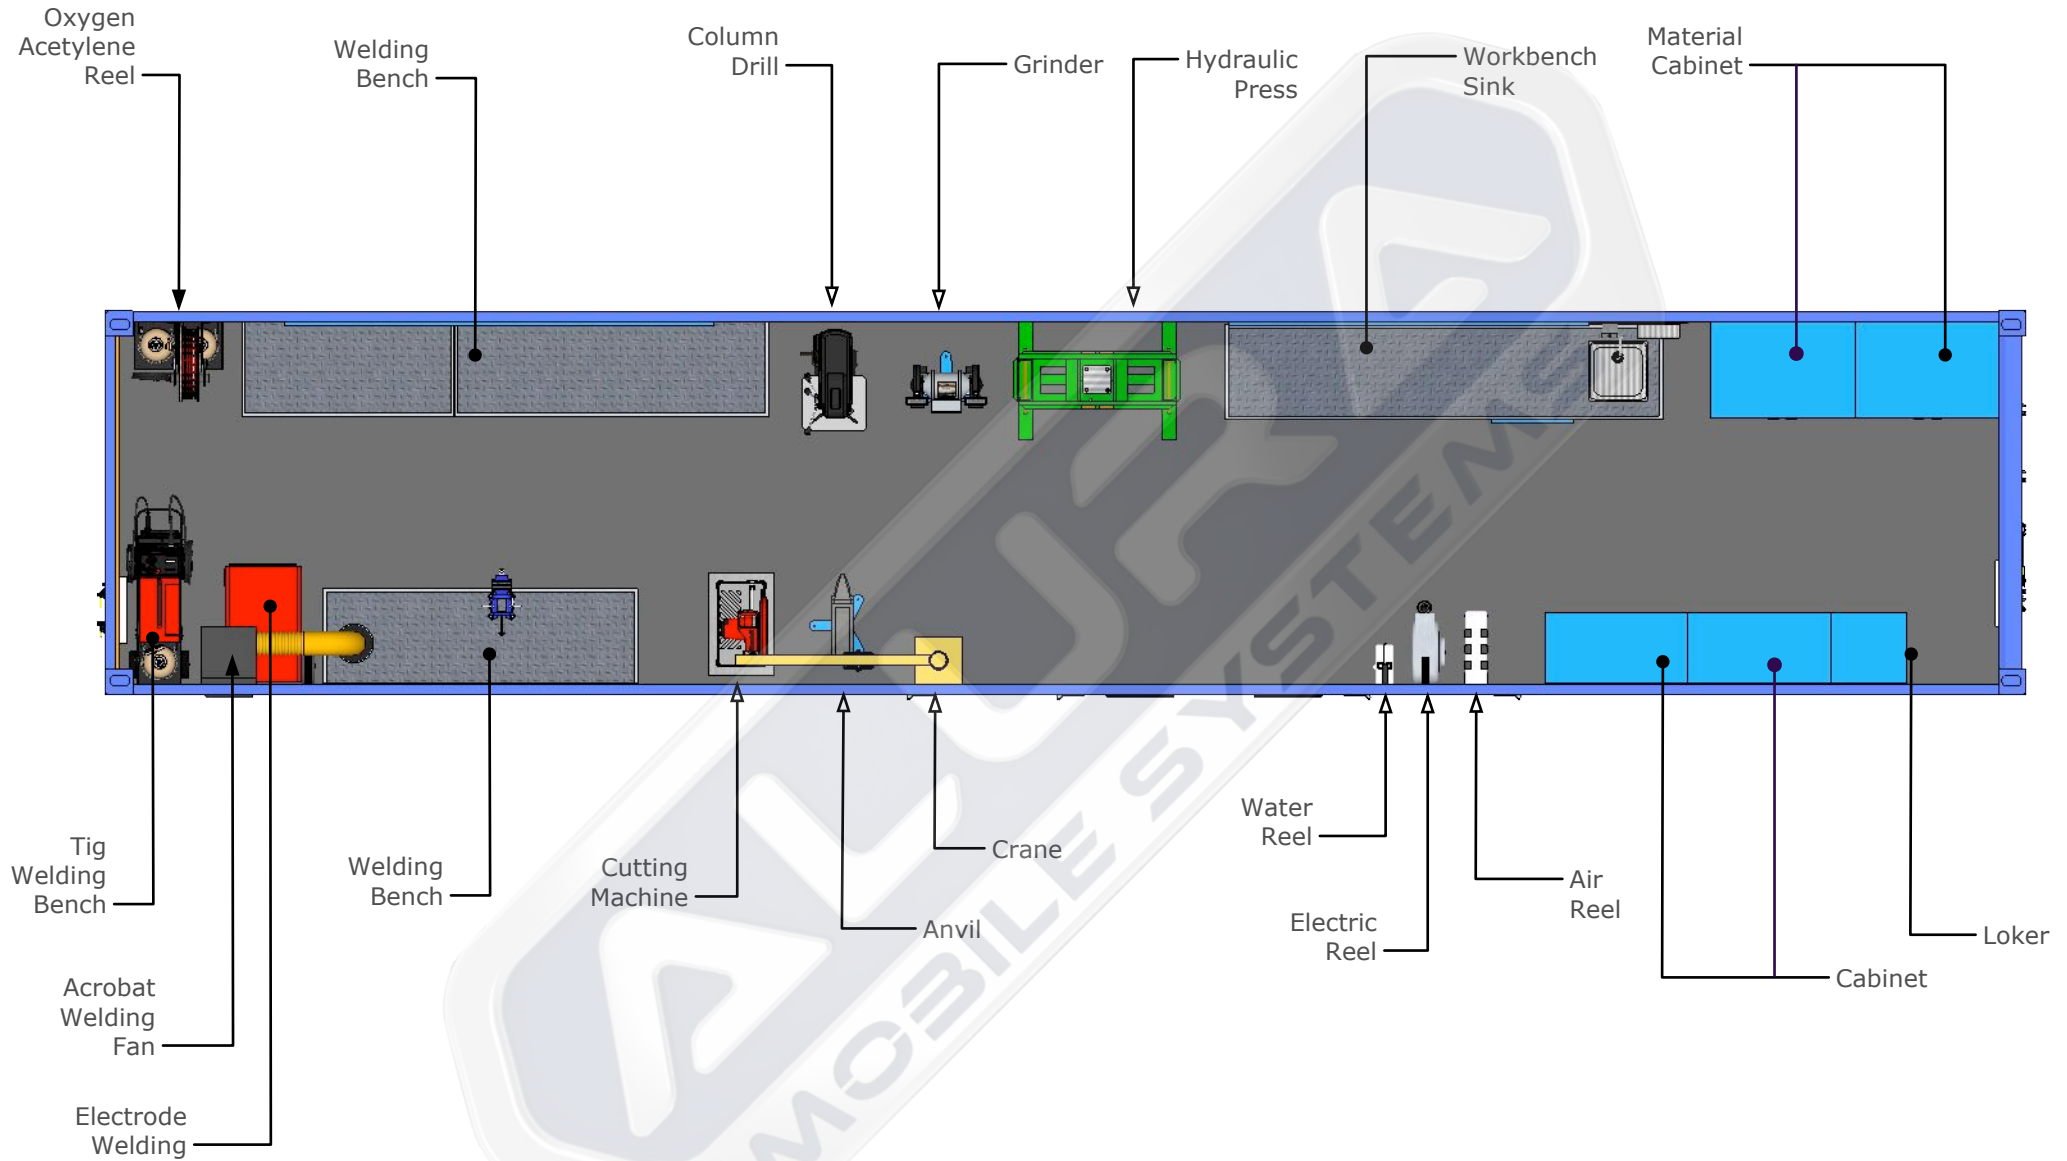 Oxygen
Acetylene
Reel
Welding
Bench
Column
Drill
Grinder
Hydraulic
Press
Workbench
Sink
Material
Cabinet
Tig
Welding
Bench
Acrobat
Welding
Fan
Electrode
Welding
Welding
Bench
Cutting
Machine
Anvil
Crane
Water
Reel
Electric
Reel
Air
Reel
Cabinet
Loker
ALURA
MOBILE SYSTEMS